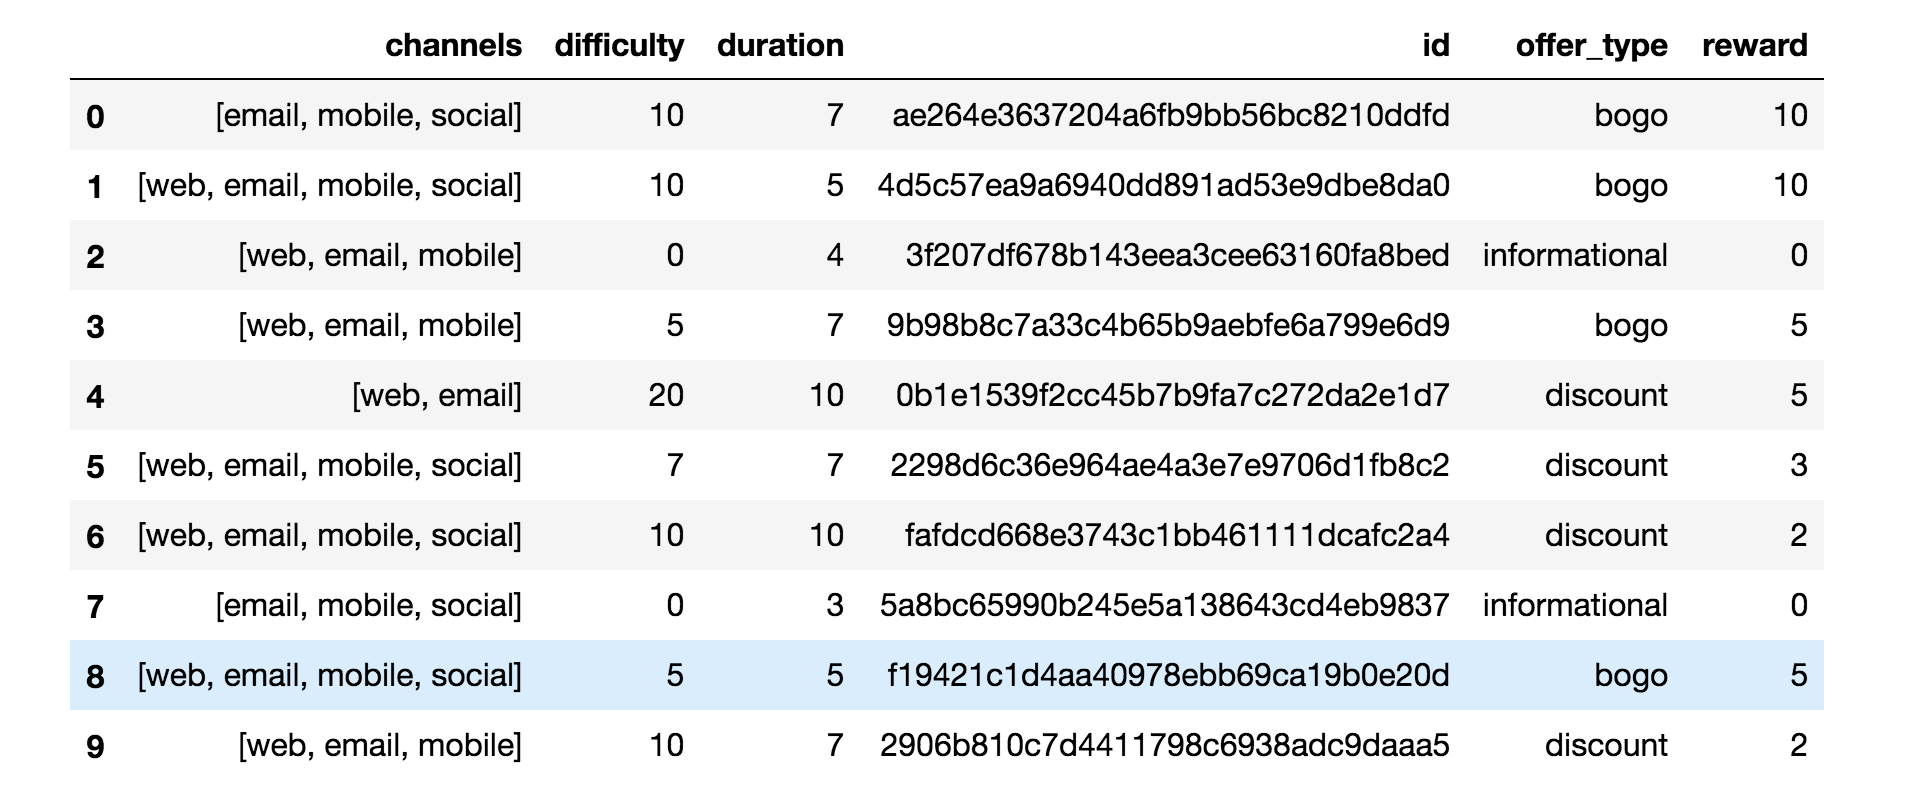 channels difficulty duration id offer_type reward
0 [email, mobile, social] 10 7 ae264e3637204a6fb9bb56bc8210ddfd bogo 10
1 [web, email, mobile, social] 10 5 4d5c57ea9a6940dd891ad53e9dbe8da0 bogo 10
2 [web, email, mobile] 0 4 3f207df678b143eea3cee63160fa8bed informational 0
3 [web, email, mobile] 5 7 9b98b8c7a33c4b65b9aebfe6a799e6d9 bogo 5
4 [web, email] 20 10 0b1e1539f2cc45b7b9fa7c272da2e1d7 discount 5
5 [web, email, mobile, social] 7 7 2298d6c36e964ae4a3e7e9706d1fb8c2 discount 3
6 [web, email, mobile, social] 10 10 fafdcd668e3743c1bb461111dcafc2a4 discount 2
7 [email, mobile, social] 0 3 5a8bc65990b245e5a138643cd4eb9837 informational 0
8 [web, email, mobile, social] 5 5 f19421c1d4aa40978ebb69ca19b0e20d bogo 5
9 [web, email, mobile] 10 7 2906b810c7d4411798c6938adc9daaa5 discount 2